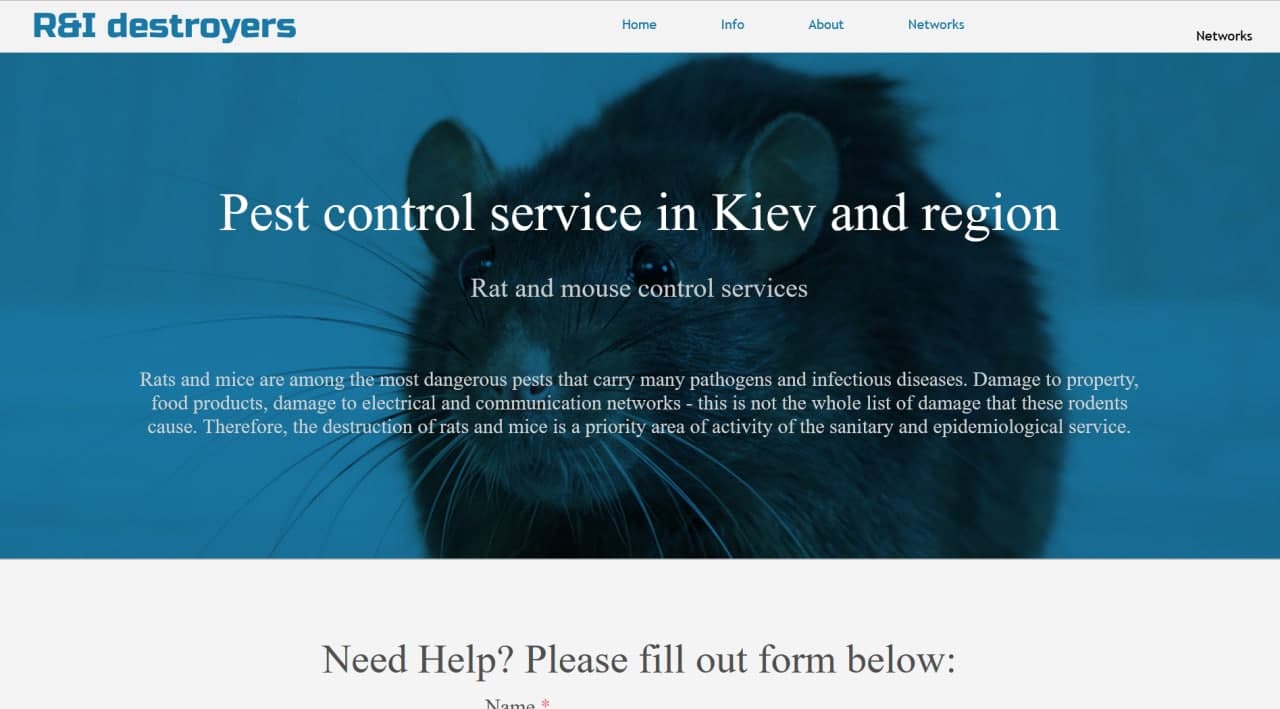 R&I destroyers
Home
Info
About
Networks
Networks
Pest control service in Kiev and region
Rat and mouse control services
Rats and mice are among the most dangerous pests that carry many pathogens and infectious diseases. Damage to property,
food products, damage to electrical and communication networks - this is not the whole list of damage that these rodents
cause. Therefore, the destruction of rats and mice is a priority area of activity of the sanitary and epidemiological service.
Need Help? Please fill out form below:
Name *